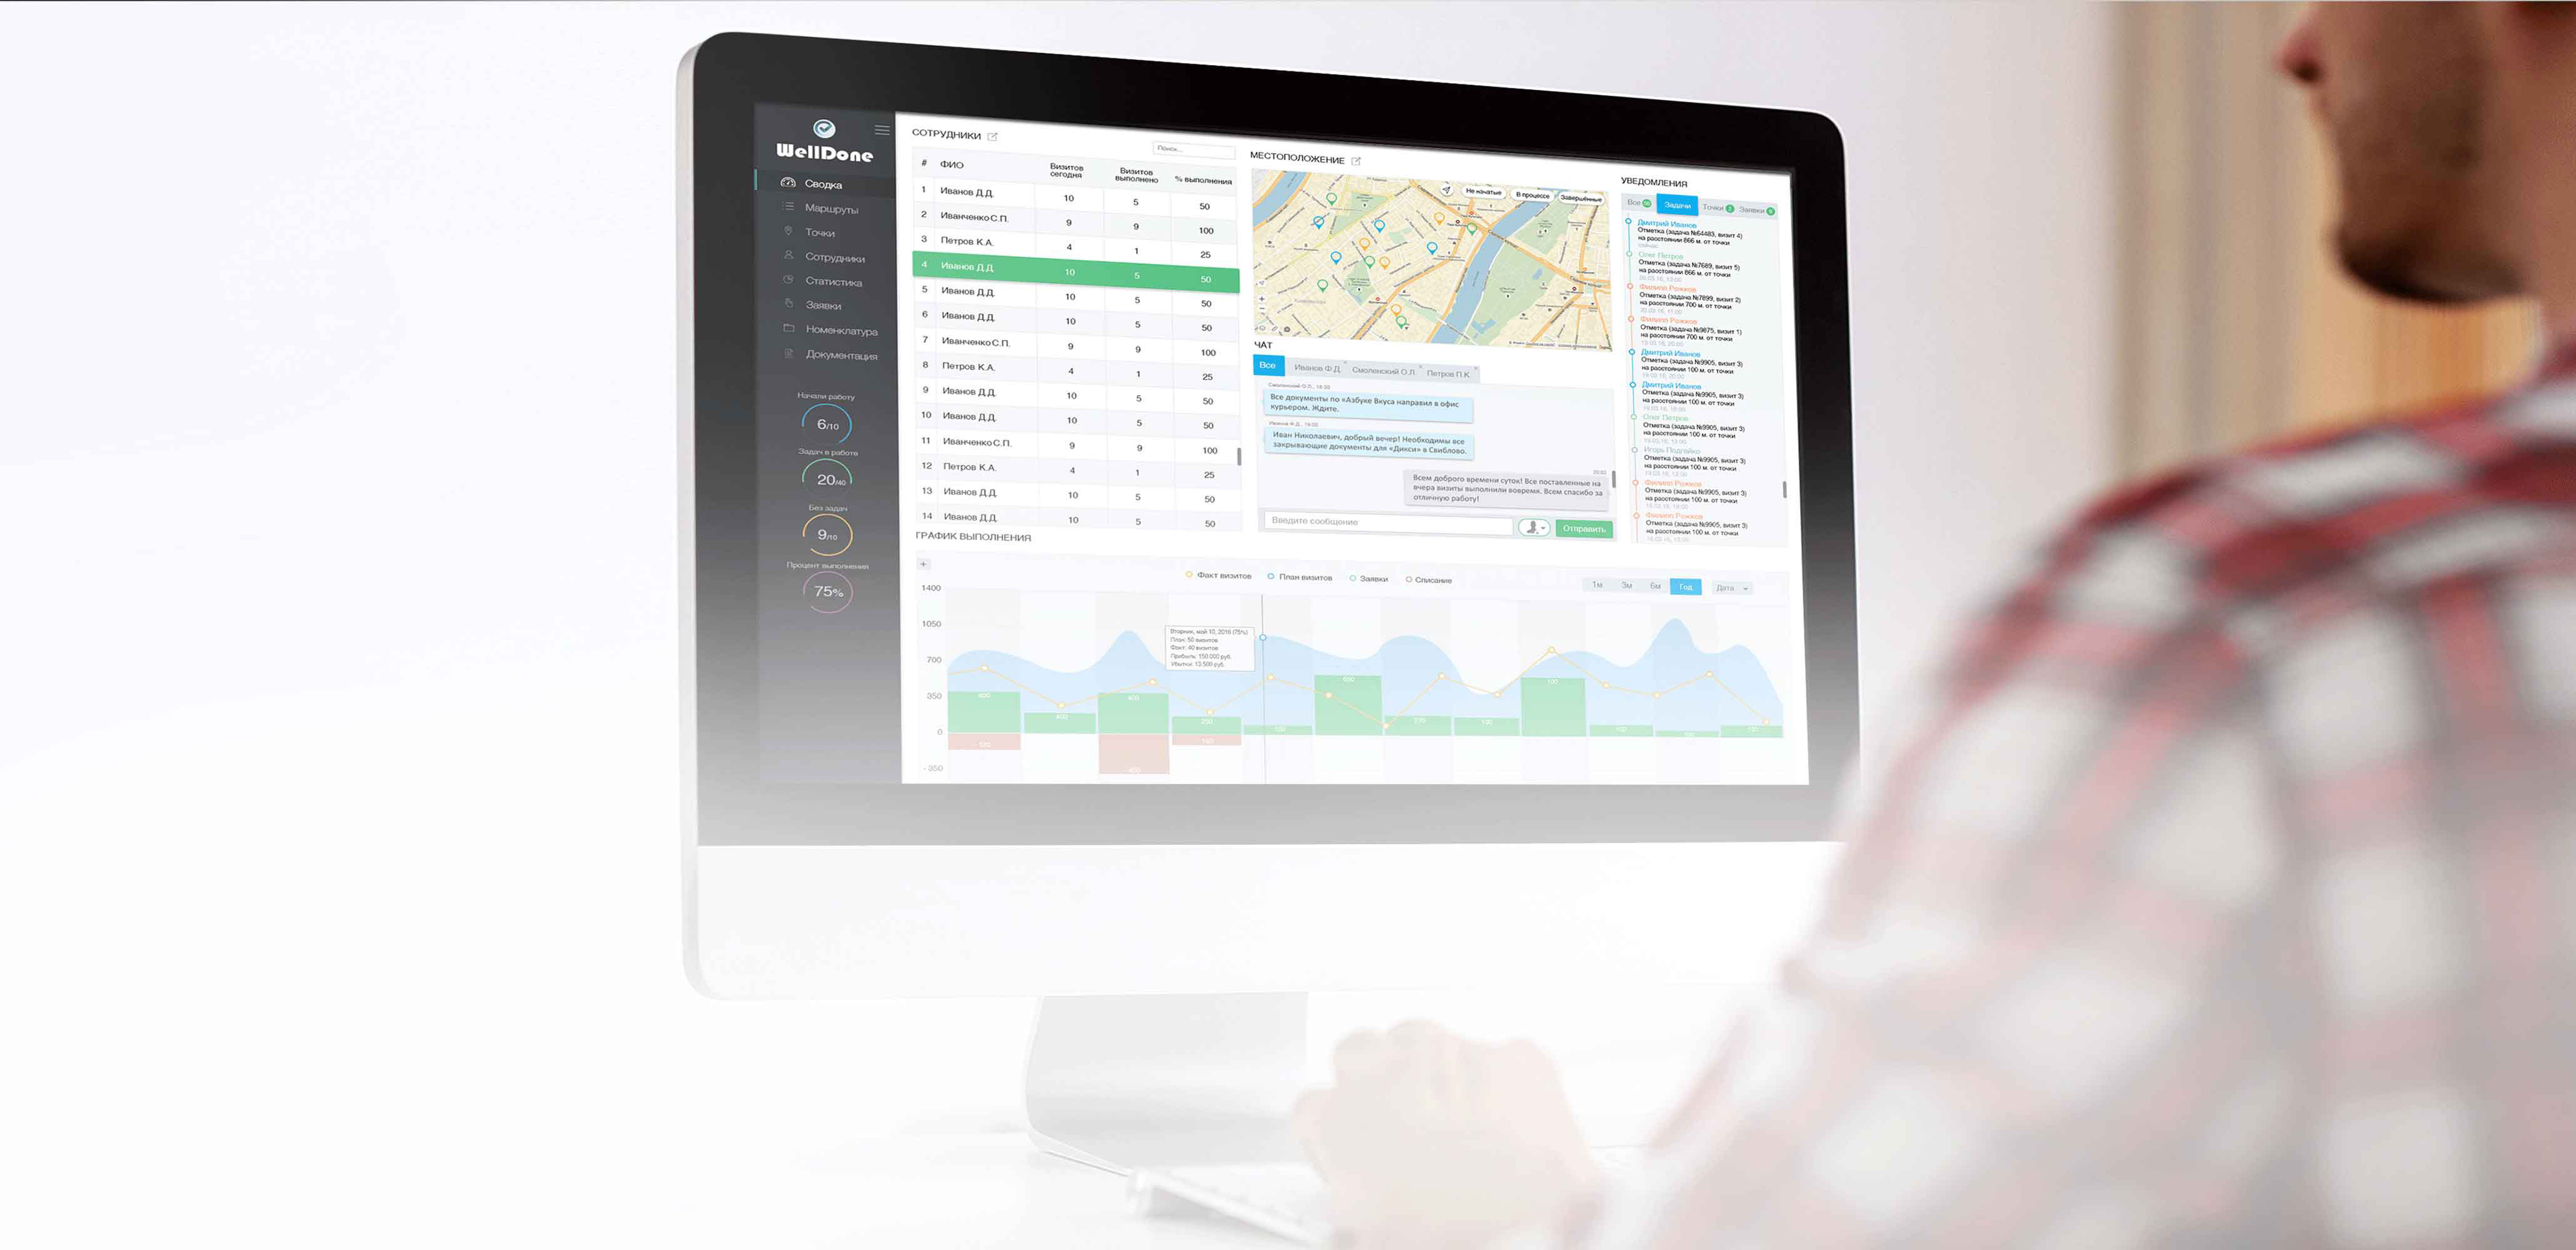 WellDone
Сводка
Маршруты
Точки
Сотрудники
Статистика
Заявки
Номенклатура
Документация
Начали работу
6/10
Задач в работе
20/40
Без задач
9/10
Процент выполнения
75%
СОТРУДНИКИ
Поиск...
# ФИО Визитов сегодня Визитов выполнено % выполнения
1 Иванов Д.Д. 10 5 50
2 Иванченко С.П. 9 9 100
3 Петров К.А. 4 1 25
4 Иванов Д.Д. 10 5 50
5 Иванов Д.Д. 10 5 50
6 Иванов Д.Д. 10 5 50
7 Иванченко С.П. 9 9 100
8 Петров К.А. 4 1 25
9 Иванов Д.Д. 10 5 50
10 Иванов Д.Д. 10 5 50
11 Иванченко С.П. 9 9 100
12 Петров К.А. 4 1 25
13 Иванов Д.Д. 10 5 50
14 Иванов Д.Д. 10 5 50
МЕСТОПОЛОЖЕНИЕ
Не начатые В процессе Завершённые
ЧАТ
Все Иванов Ф.Д. Смоленский О.Л. Петров П.К.
Смоленский О.Л., 18:30
Все документы по «Азбуке Вкуса направил в офис
курьером. Ждите.
Иванов Ф.Д., 19:00
Иван Николаевич, добрый вечер! Необходимы все
закрывающие документы для «Дикси» в Свиблово.
Всем доброго времени суток! Все поставленные на
вчера визиты выполнили вовремя. Всем спасибо за
отличную работу!
Введите сообщение
Отправить
УВЕДОМЛЕНИЯ
Все Задачи Точки Заявки
Дмитрий Иванов
Отметка (задача №64483, визит 4)
на расстоянии 866 м. от точки
сейчас
Олег Петров
Отметка (задача №7689, визит 5)
на расстоянии 866 м. от точки
Филипп Рожков
Отметка (задача №7899, визит 2)
на расстоянии 700 м. от точки
Филипп Рожков
Отметка (задача №9875, визит 1)
на расстоянии 700 м. от точки
Дмитрий Иванов
Отметка (задача №9905, визит 3)
на расстоянии 100 м. от точки
Дмитрий Иванов
Отметка (задача №9905, визит 3)
на расстоянии 100 м. от точки
Олег Петров
Отметка (задача №9905, визит 3)
на расстоянии 100 м. от точки
Игорь Подгайко
Отметка (задача №9905, визит 3)
на расстоянии 100 м. от точки
Филипп Рожков
Отметка (задача №9905, визит 3)
на расстоянии 100 м. от точки
Филипп Рожков
Отметка (задача №9905, визит 3)
на расстоянии 100 м. от точки
ГРАФИК ВЫПОЛНЕНИЯ
+
Факт визитов План визитов Заявки Списание
1м 3м 6м Год Дата
1400
1050
700
350
0
- 350
Вторник, май 10, 2016 (75%)
План: 50 визитов
Факт: 40 визитов
Прибыль: 150 000 руб.
Убытки: 13 500 руб.